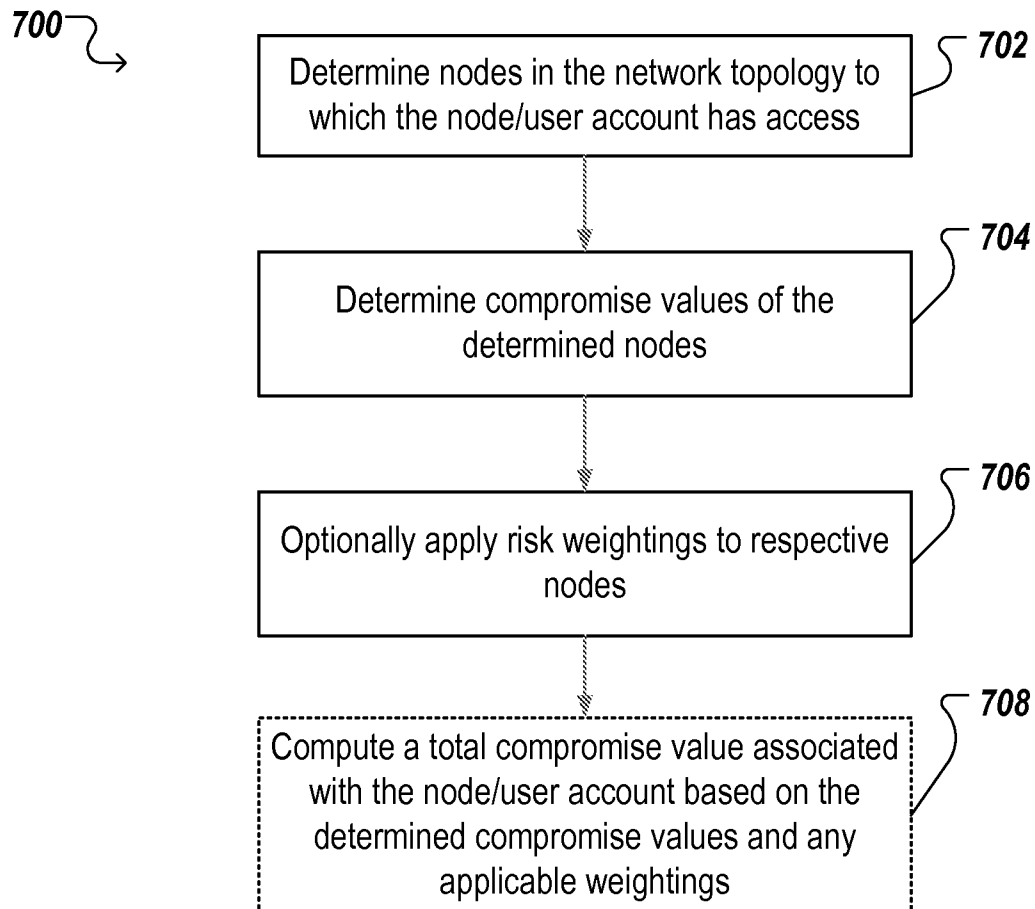 700
702
Determine nodes in the network topology to
which the node/user account has access
704
Determine compromise values of the
determined nodes
706
Optionally apply risk weightings to respective
nodes
708
Compute a total compromise value associated
with the node/user account based on the
determined compromise values and any
applicable weightings